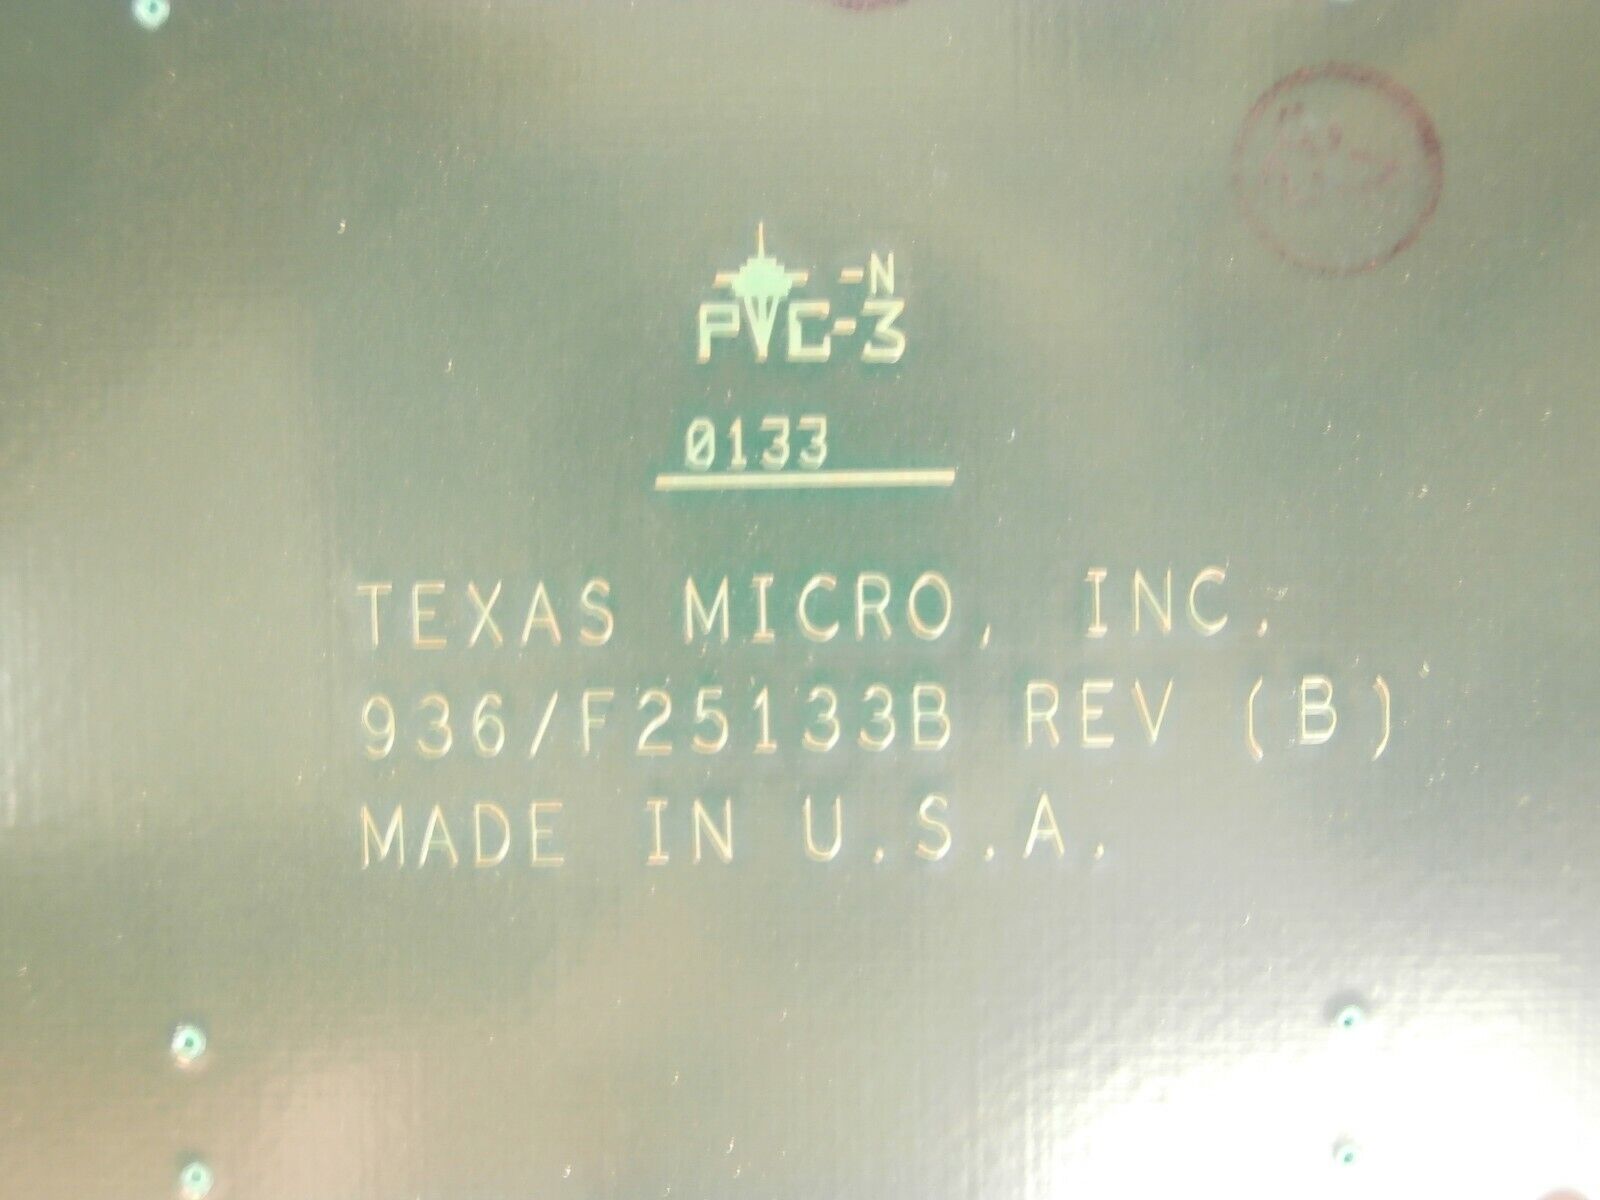 -N
PVC-3
0133
TEXAS MICRO, INC.
936/F25133B REV (B)
MADE IN U.S.A.